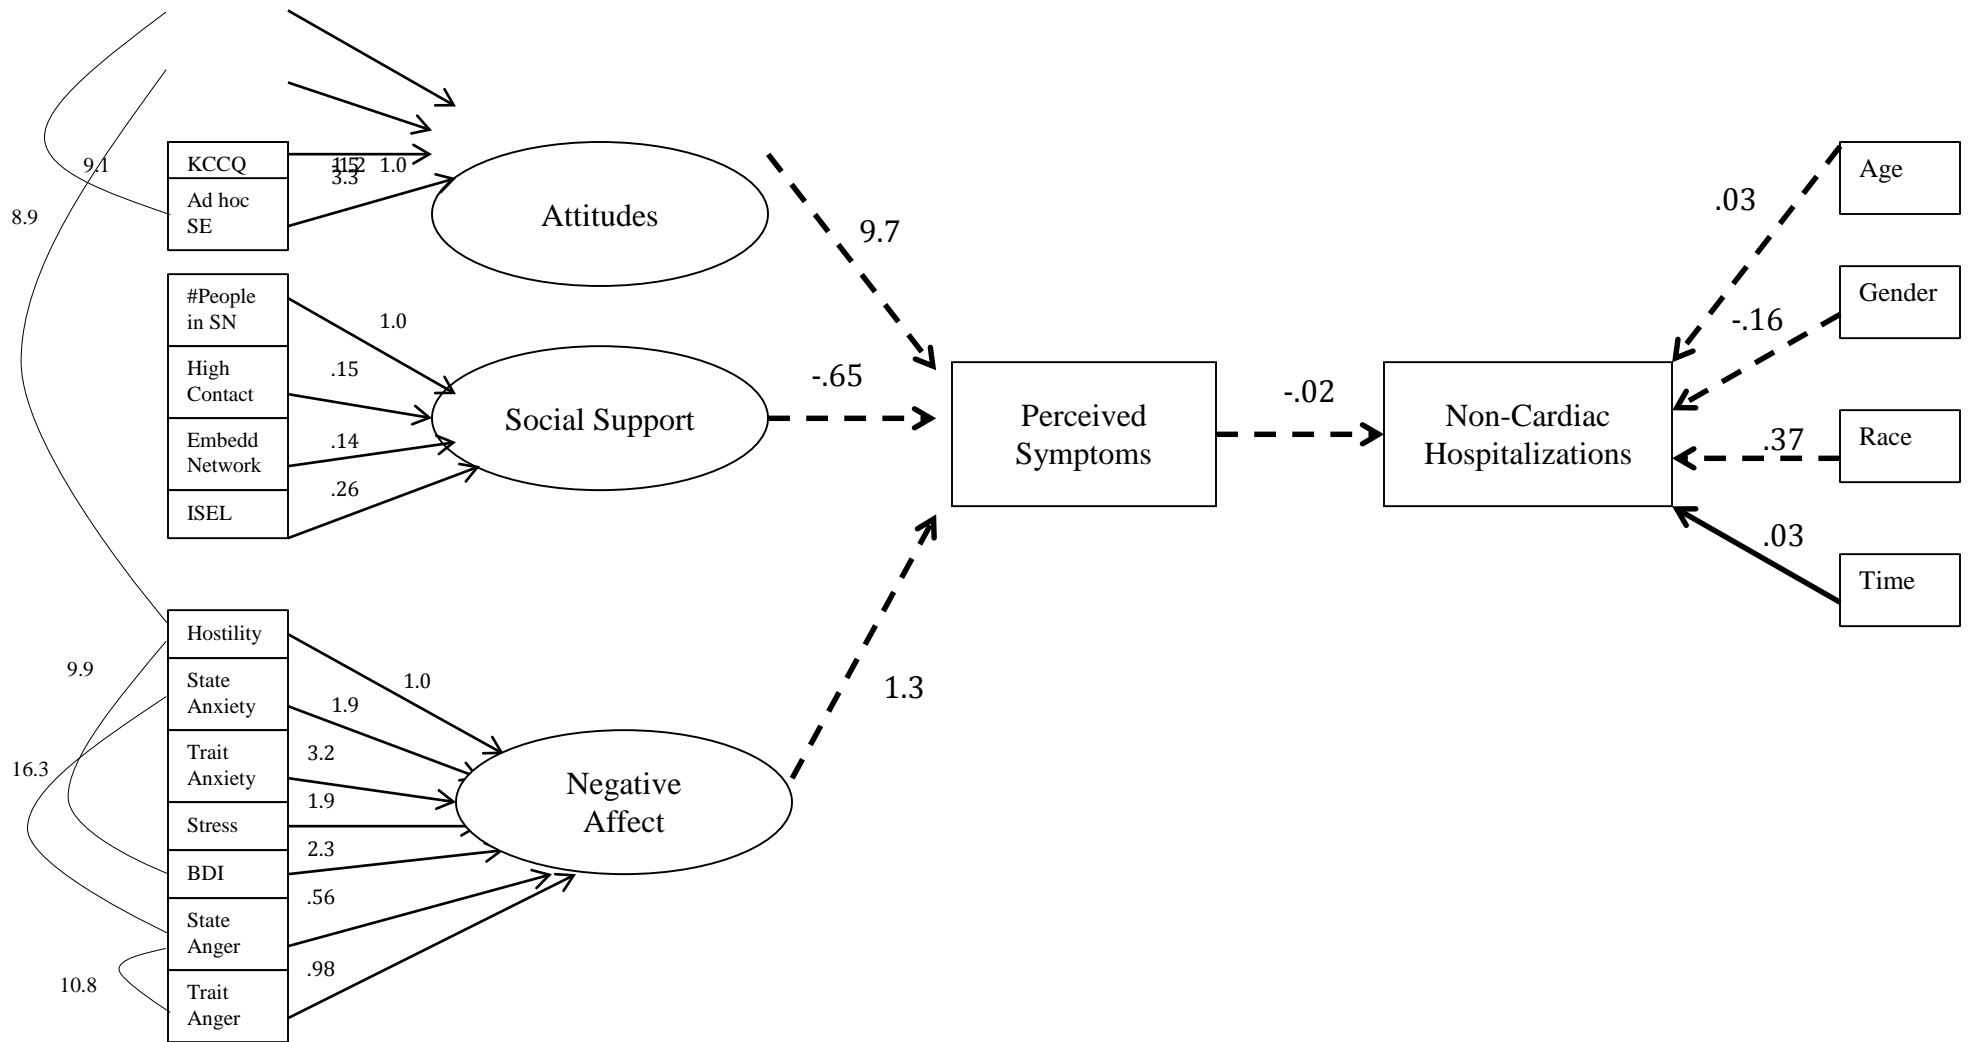 9.1
KCCQ
1.0
3.3
Ad hoc
SE
8.9
Attitudes
9.7
Age
.03
#People
in SN
1.0
High
Contact
.15
Embedd
Network
.14
ISEL
.26
Social Support
-.65
Perceived
Symptoms
-.02
Non-Cardiac
Hospitalizations
Gender
-.16
Race
.37
Time
.03
Hostility
1.0
9.9
State
Anxiety
1.9
Trait
Anxiety
3.2
16.3
Stress
1.9
BDI
2.3
State
Anger
.56
Trait
Anger
.98
10.8
Negative
Affect
1.3